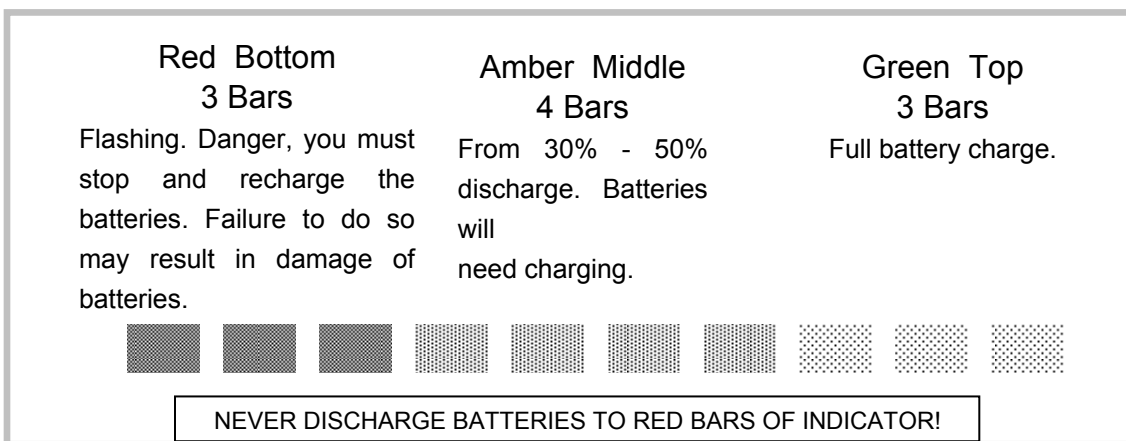 Red Bottom
3 Bars
Flashing. Danger, you must
stop and recharge the
batteries. Failure to do so
may result in damage of
batteries.
Amber Middle
4 Bars
From 30% - 50%
discharge. Batteries
will
need charging.
Green Top
3 Bars
Full battery charge.
NEVER DISCHARGE BATTERIES TO RED BARS OF INDICATOR!